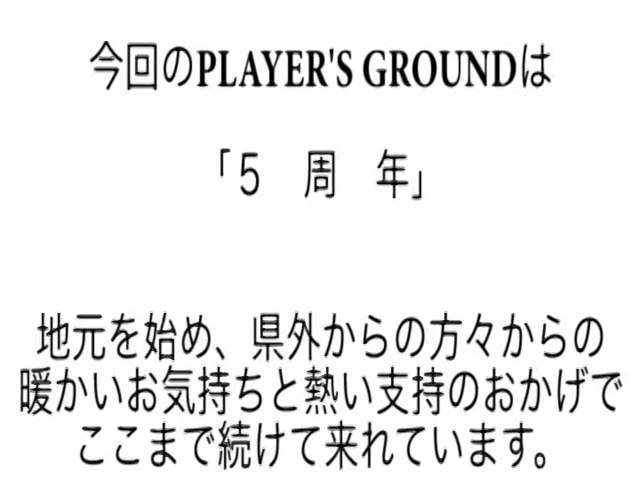 今回のPLAYER'S GROUNDは
「５　周　年」
地元を始め、県外からの方々からの
暖かいお気持ちと熱い支持のおかげで
ここまで続けて来れています。